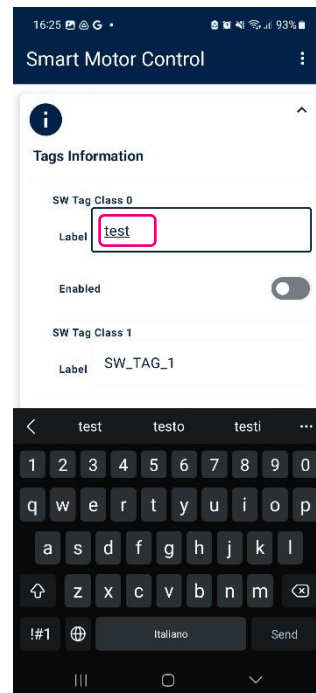 16:25 G • 93%
Smart Motor Control
i
Tags Information
SW Tag Class 0
Label test
Enabled
SW Tag Class 1
Label SW_TAG_1
test testo testi
1 2 3 4 5 6 7 8 9 0
q w e r t y u i o p
a s d f g h j k l
z x c v b n m
!#1 Italiano Send